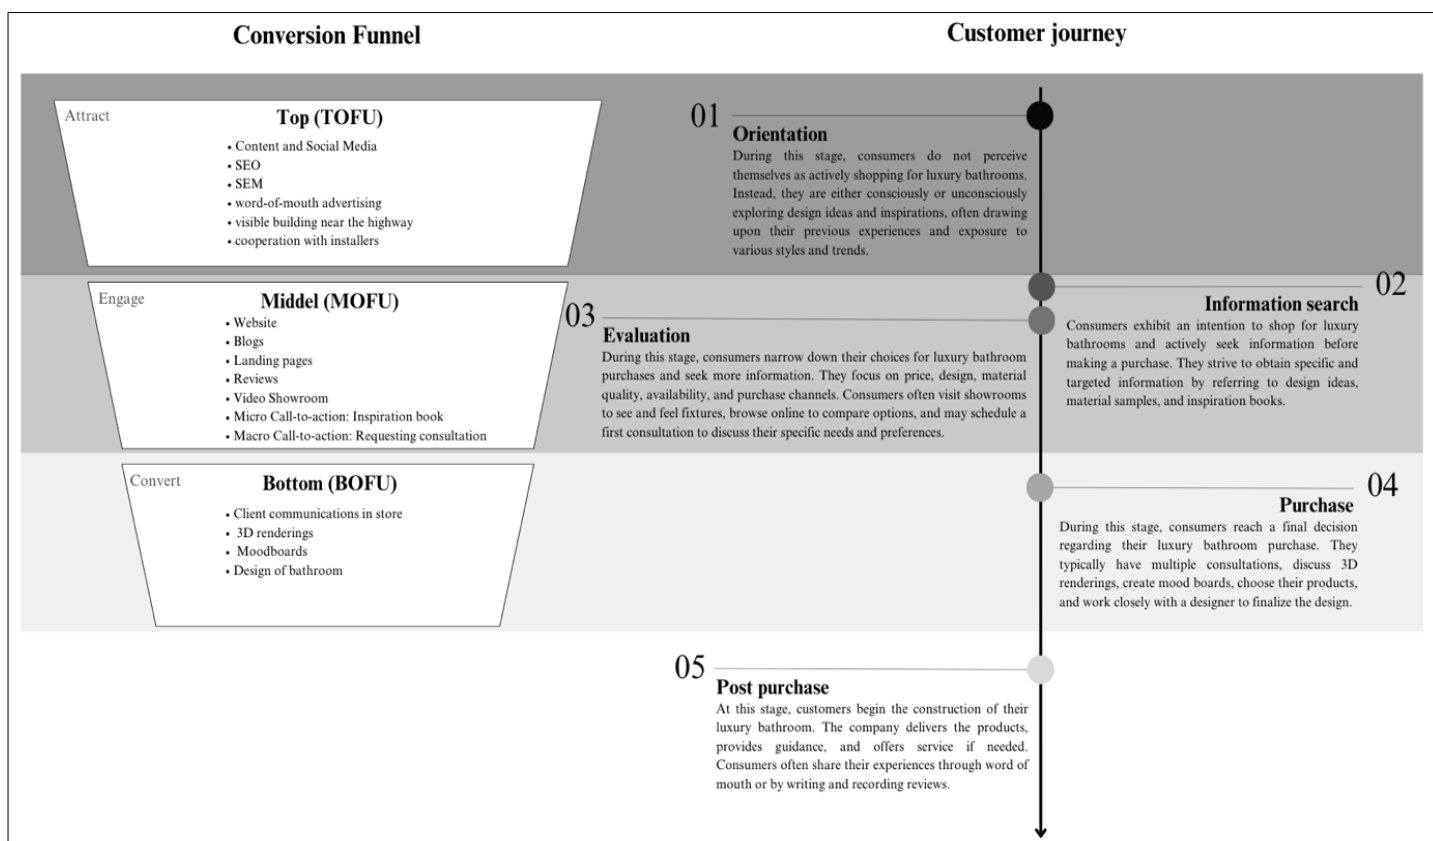 Conversion Funnel
Customer journey
Attract
Top (TOFU)
• Content and Social Media
• SEO
• SEM
• word-of-mouth advertising
• visible building near the highway
• cooperation with installers
01
Orientation
During this stage, consumers do not perceive
themselves as actively shopping for luxury bathrooms.
Instead, they are either consciously or unconsciously
exploring design ideas and inspirations, often drawing
upon their previous experiences and exposure to
various styles and trends.
Engage
Middel (MOFU)
• Website
• Blogs
• Landing pages
• Reviews
• Video Showroom
• Micro Call-to-action: Inspiration book
• Macro Call-to-action: Requesting consultation
02
Information search
Consumers exhibit an intention to shop for luxury
bathrooms and actively seek information before
making a purchase. They strive to obtain specific and
targeted information by referring to design ideas,
material samples, and inspiration books.
03
Evaluation
During this stage, consumers narrow down their choices for luxury bathroom
purchases and seek more information. They focus on price, design, material
quality, availability, and purchase channels. Consumers often visit showrooms
to see and feel fixtures, browse online to compare options, and may schedule a
first consultation to discuss their specific needs and preferences.
Convert
Bottom (BOFU)
• Client communications in store
• 3D renderings
• Moodboards
• Design of bathroom
04
Purchase
During this stage, consumers reach a final decision
regarding their luxury bathroom purchase. They
typically have multiple consultations, discuss 3D
renderings, create mood boards, choose their products,
and work closely with a designer to finalize the design.
05
Post purchase
At this stage, customers begin the construction of their
luxury bathroom. The company delivers the products,
provides guidance, and offers service if needed.
Consumers often share their experiences through word of
mouth or by writing and recording reviews.